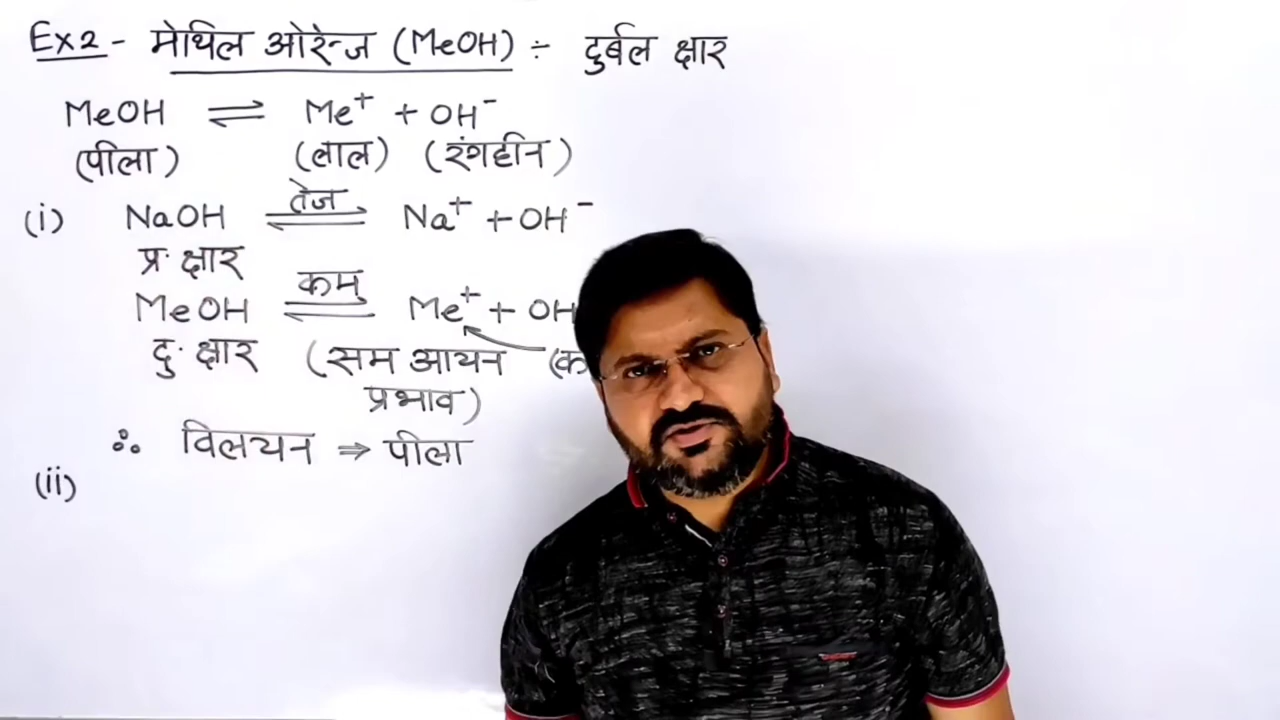 Ex2 - मेथिल ओरेन्ज (MeOH) ÷ दुर्बल क्षार
MeOH ⇌ Me⁺ + OH⁻
(पीला) (लाल) (रंगहीन)
तेज
(i) NaOH ⇌ Na⁺ + OH⁻
प्र· क्षार
कम
MeOH ⇌ Me⁺ + OH
दु· क्षार (सम आयन
प्रभाव)
∴ विलयन ⇒ पीला
(ii)